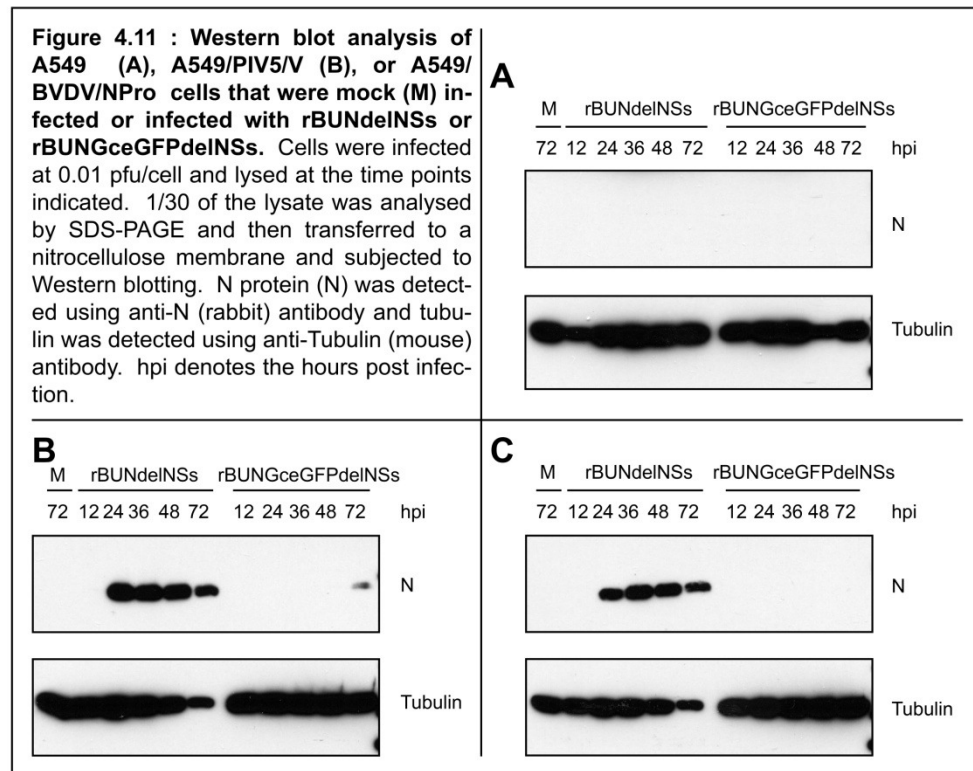 Figure 4.11 : Western blot analysis of
A549 (A), A549/PIV5/V (B), or A549/
BVDV/NPro cells that were mock (M) in-
fected or infected with rBUNdelNSs or
rBUNGceGFPdelNSs. Cells were infected
at 0.01 pfu/cell and lysed at the time points
indicated. 1/30 of the lysate was analysed
by SDS-PAGE and then transferred to a
nitrocellulose membrane and subjected to
Western blotting. N protein (N) was detect-
ed using anti-N (rabbit) antibody and tubu-
lin was detected using anti-Tubulin (mouse)
antibody. hpi denotes the hours post infec-
tion.
A
M rBUNdelNSs rBUNGceGFPdelNSs
72 12 24 36 48 72 12 24 36 48 72 hpi
N
Tubulin
B
M rBUNdelNSs rBUNGceGFPdelNSs
72 12 24 36 48 72 12 24 36 48 72 hpi
N
Tubulin
C
M rBUNdelNSs rBUNGceGFPdelNSs
72 12 24 36 48 72 12 24 36 48 72 hpi
N
Tubulin